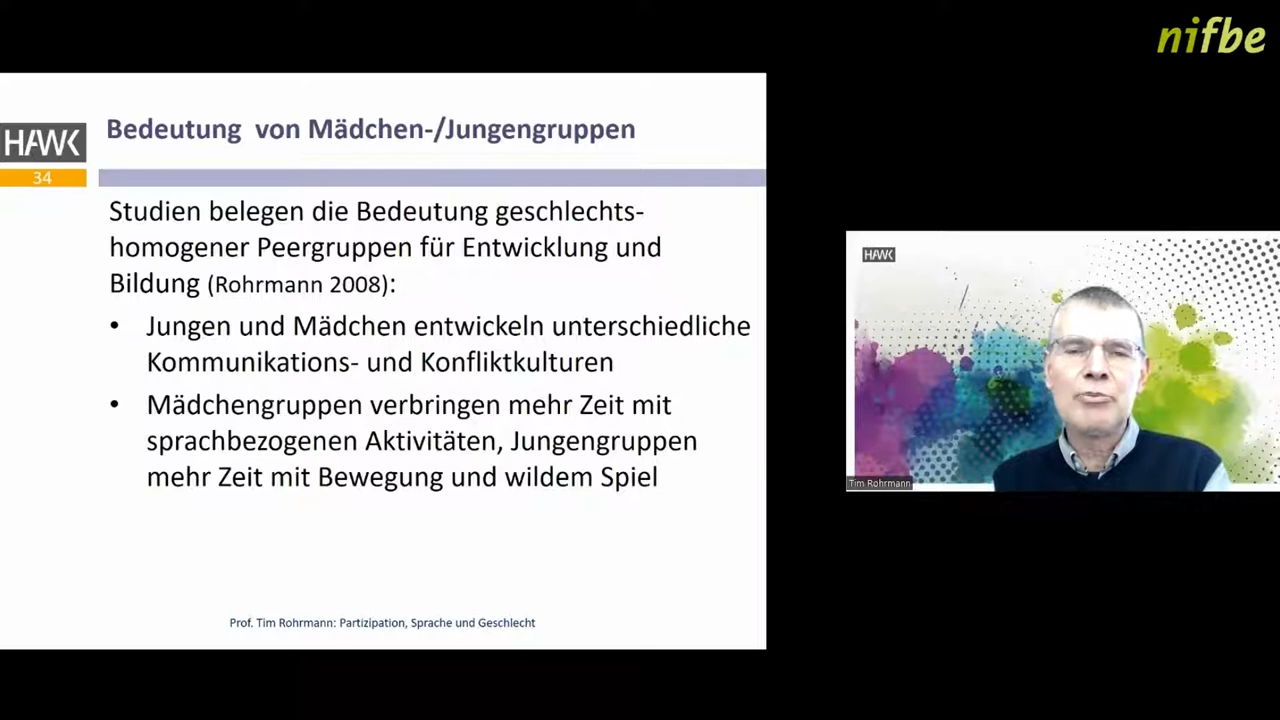 nifbe
HAWK
Bedeutung von Mädchen-/Jungengruppen
34
Studien belegen die Bedeutung geschlechts-
homogener Peergruppen für Entwicklung und
Bildung (Rohrmann 2008):
• Jungen und Mädchen entwickeln unterschiedliche
Kommunikations- und Konfliktkulturen
• Mädchengruppen verbringen mehr Zeit mit
sprachbezogenen Aktivitäten, Jungengruppen
mehr Zeit mit Bewegung und wildem Spiel
Prof. Tim Rohrmann: Partizipation, Sprache und Geschlecht
HAWK
Tim Rohrmann